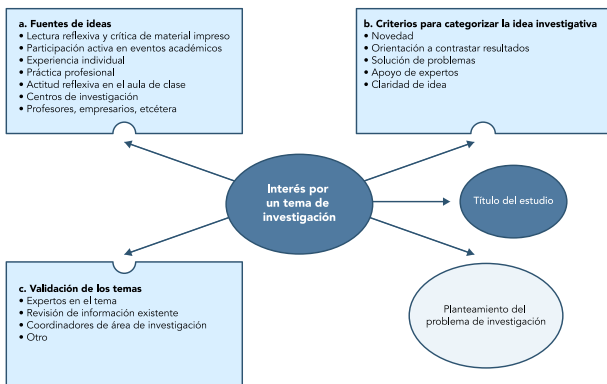 a. Fuentes de ideas
• Lectura reflexiva y crítica de material impreso
• Participación activa en eventos académicos
• Experiencia individual
• Práctica profesional
• Actitud reflexiva en el aula de clase
• Centros de investigación
• Profesores, empresarios, etcétera
b. Criterios para categorizar la idea investigativa
• Novedad
• Orientación a contrastar resultados
• Solución de problemas
• Apoyo de expertos
• Claridad de idea
Interés por
un tema de
investigación
Título del estudio
c. Validación de los temas
• Expertos en el tema
• Revisión de información existente
• Coordinadores de área de investigación
• Otro
Planteamiento del
problema de investigación